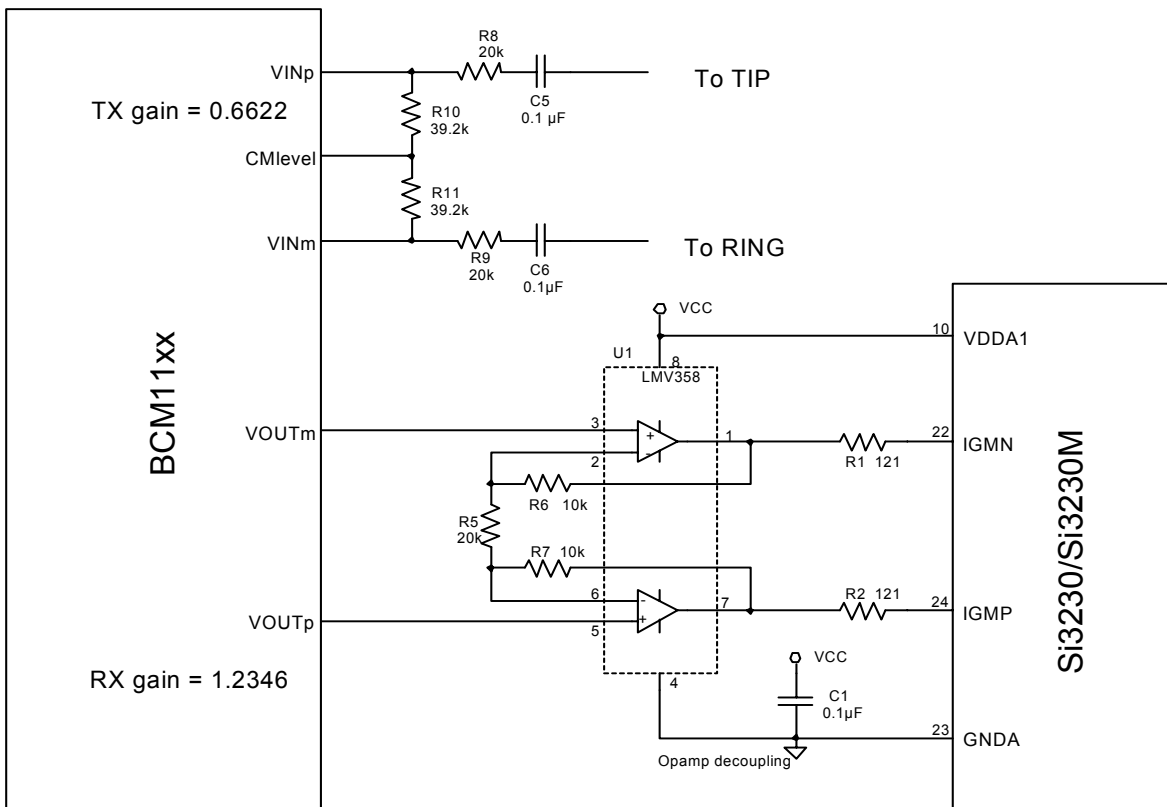 R8
20k
VINp
To TIP
C5
0.1 µF
TX gain = 0.6622
R10
39.2k
CMlevel
R11
39.2k
VINm
To RING
R9
20k
C6
0.1µF
BCM11xx
VCC
10
VDDA1
U1
8
LMV358
VOUTm
3
+
1
22
IGMN
2
-
R1 121
R6 10k
R5
20k
R7 10k
Si3230/Si3230M
6
-
7
R2 121
24
IGMP
VOUTp
5
+
RX gain = 1.2346
4
VCC
C1
0.1µF
23
GNDA
Opamp decoupling